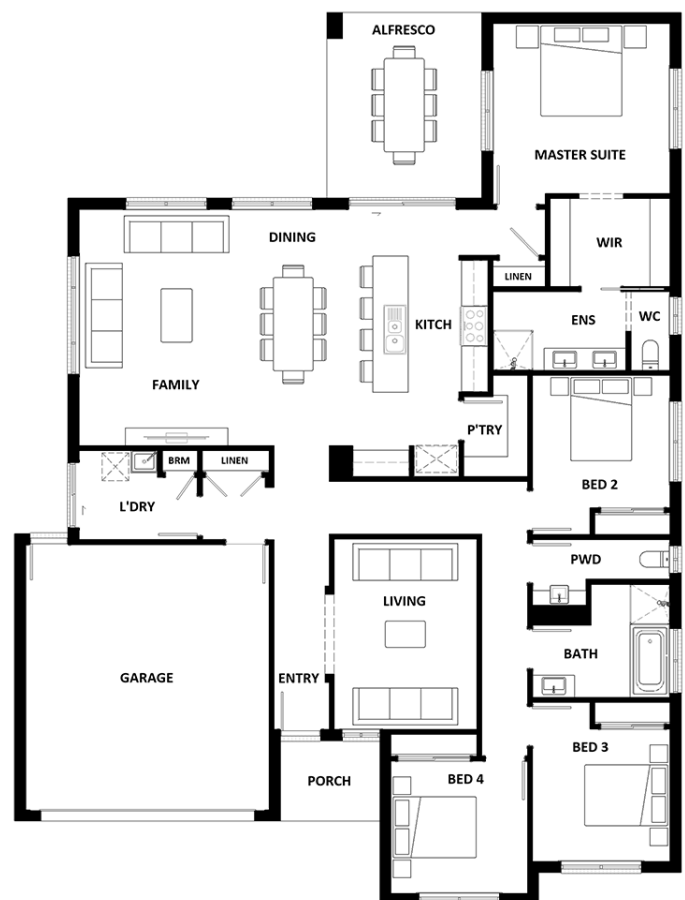 ALFRESCO
MASTER SUITE
WIR
DINING
LINEN
KITCH
ENS
WC
FAMILY
P'TRY
BRM
LINEN
BED 2
L'DRY
PWD
LIVING
BATH
GARAGE
ENTRY
BED 3
PORCH
BED 4